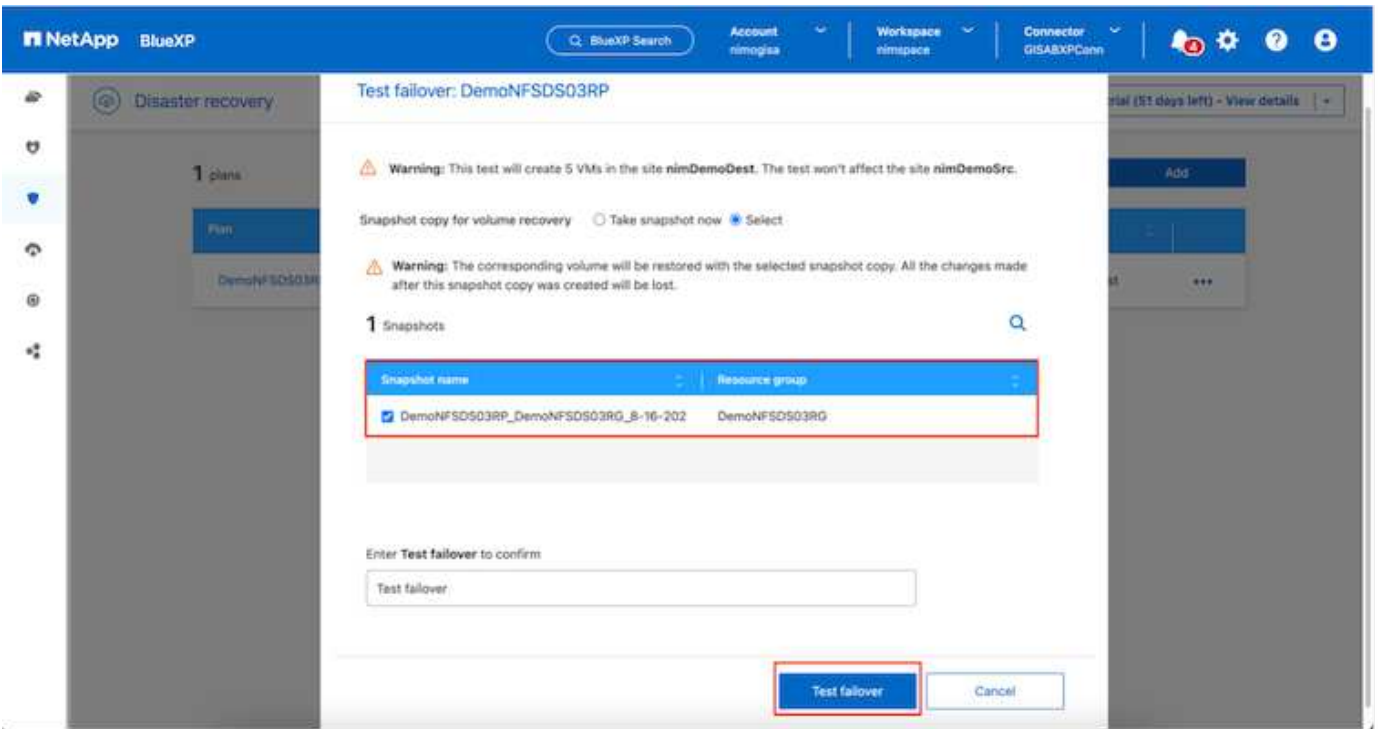 NetApp BlueXP
BlueXP Search
Account
nimogisa
Workspace
nimspace
Connector
GISABXPConn
4
Disaster recovery
Test failover: DemoNFSDS03RP
trial (51 days left) - View details
Warning: This test will create 5 VMs in the site nimDemoDest. The test won't affect the site nimDemoSrc.
1 plans
Add
Snapshot copy for volume recovery
Take snapshot now
Select
Plan
Warning: The corresponding volume will be restored with the selected snapshot copy. All the changes made
after this snapshot copy was created will be lost.
DemoNFSDS03R
1 Snapshots
Snapshot name
Resource group
DemoNFSDS03RP_DemoNFSDS03RG_8-16-202
DemoNFSDS03RG
Enter Test failover to confirm
Test failover
Test failover
Cancel